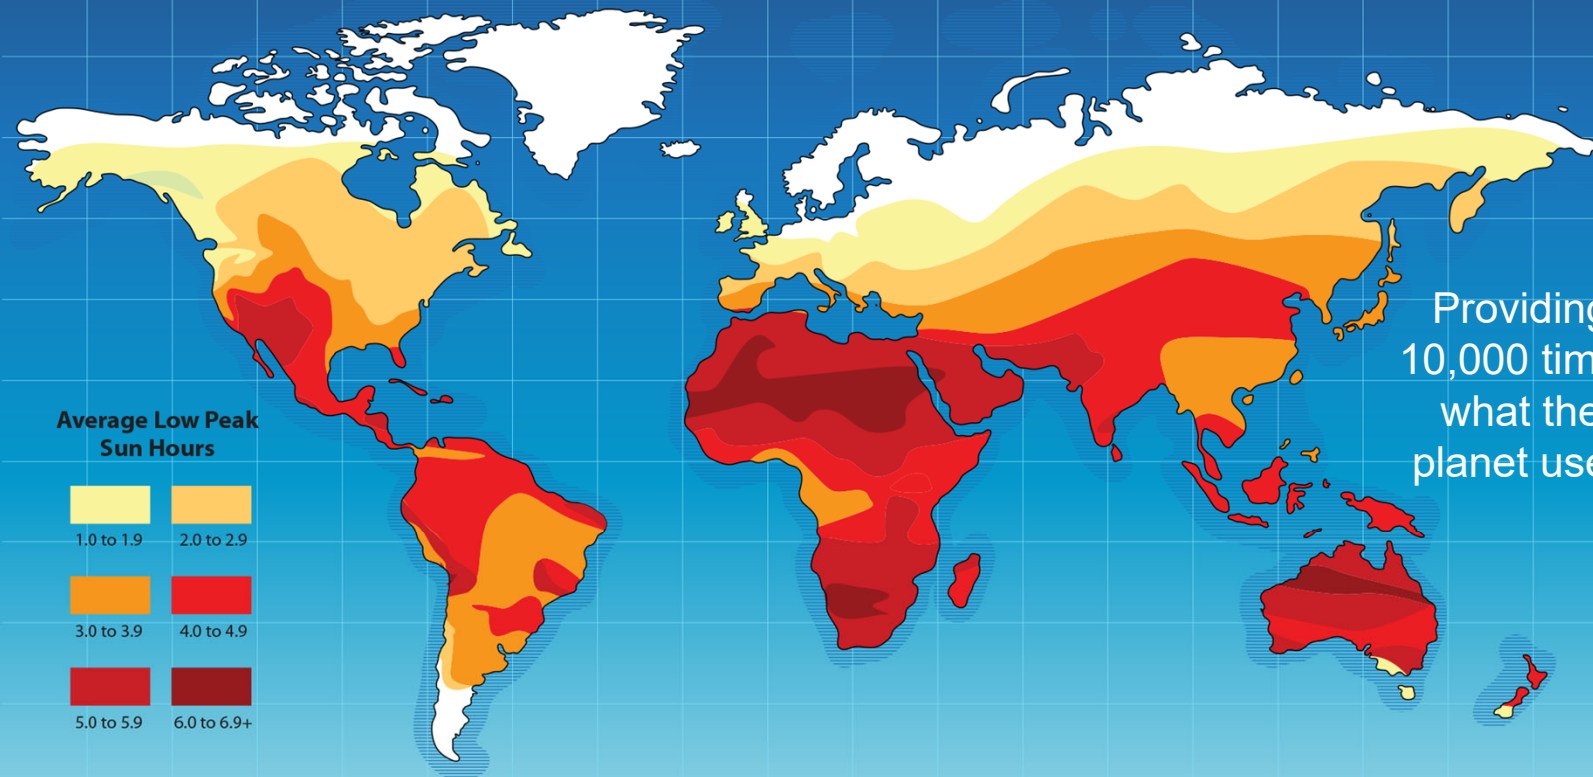 Average Low Peak
Sun Hours
1.0 to 1.9
2.0 to 2.9
3.0 to 3.9
4.0 to 4.9
5.0 to 5.9
6.0 to 6.9+
Providing
10,000
what the
planet